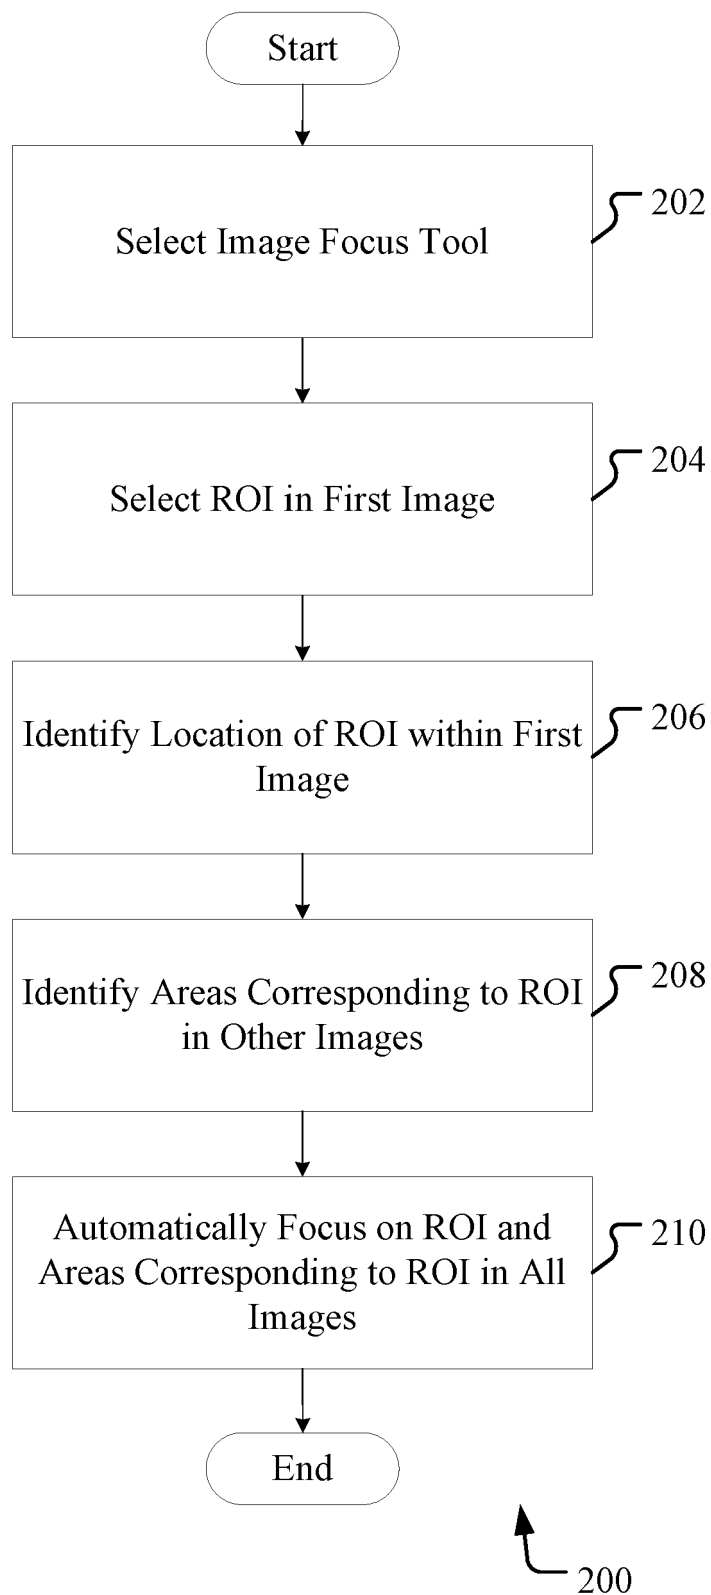 Start
Select Image Focus Tool
202
Select ROI in First Image
204
Identify Location of ROI within First
Image
206
Identify Areas Corresponding to ROI
in Other Images
208
Automatically Focus on ROI and
Areas Corresponding to ROI in All
Images
210
End
200